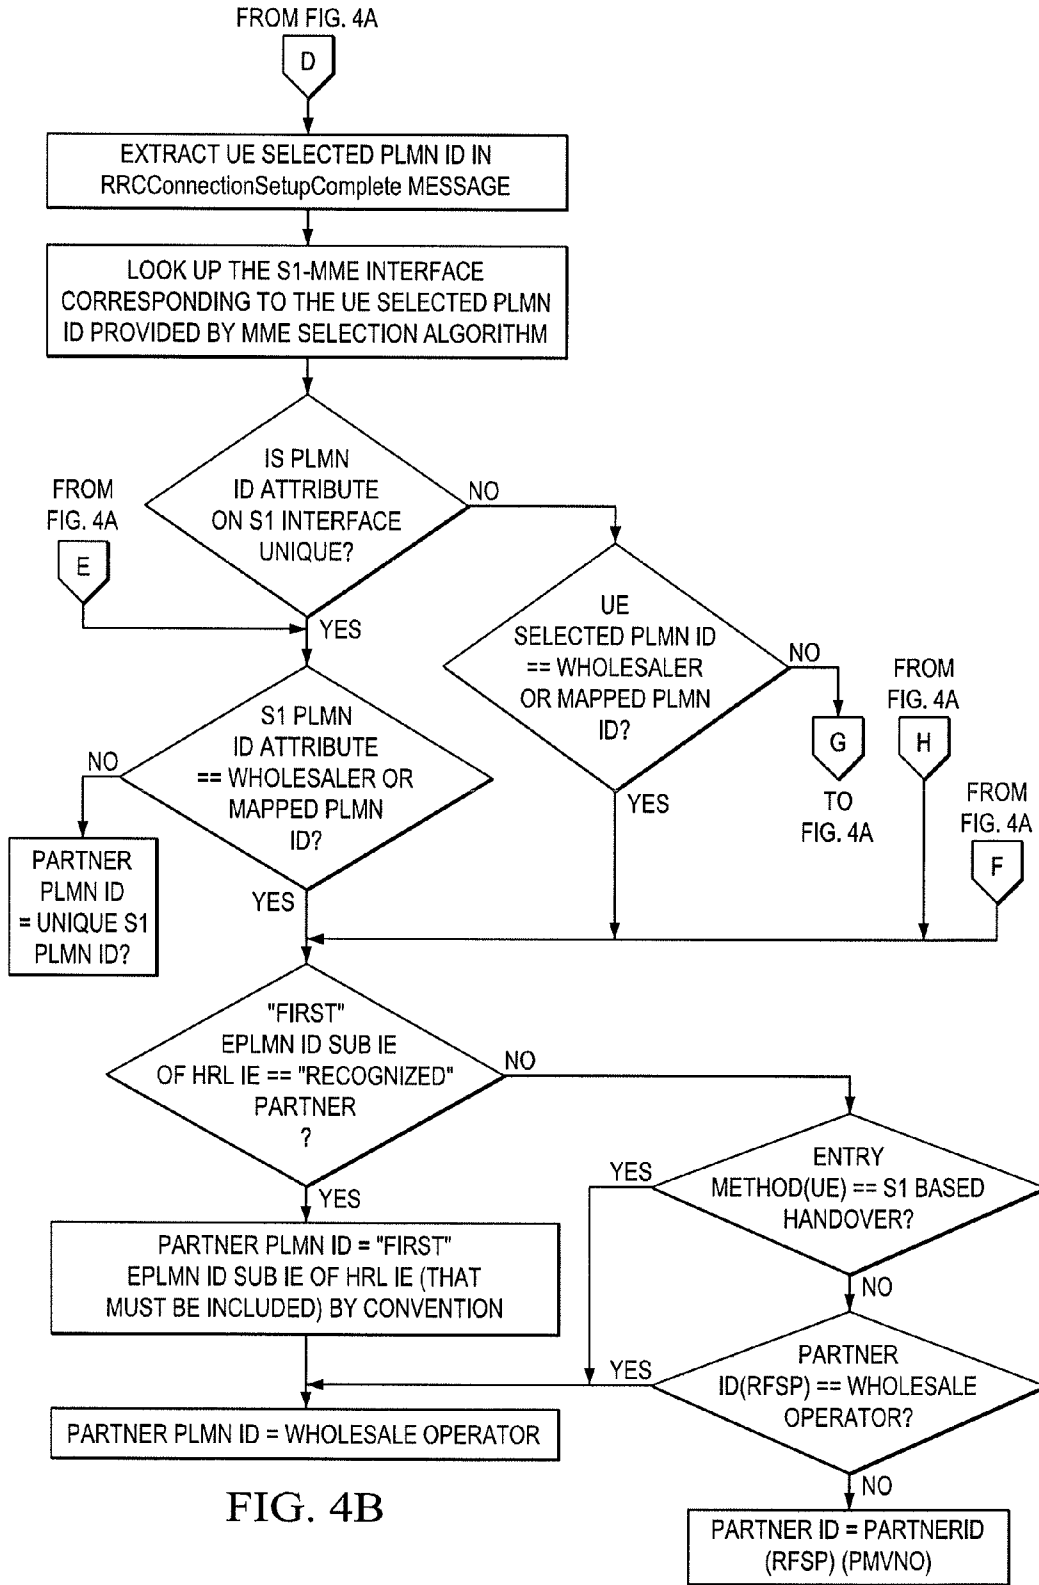 FROM FIG. 4A
D
EXTRACT UE SELECTED PLMN ID IN
RRCConnectionSetupComplete MESSAGE
LOOK UP THE S1-MME INTERFACE
CORRESPONDING TO THE UE SELECTED PLMN
ID PROVIDED BY MME SELECTION ALGORITHM
IS PLMN
ID ATTRIBUTE
ON S1 INTERFACE
UNIQUE?
NO
YES
FROM
FIG. 4A
E
UE
SELECTED PLMN ID
== WHOLESALER
OR MAPPED PLMN
ID?
NO
YES
G
TO
FIG. 4A
FROM
FIG. 4A
H
FROM
FIG. 4A
F
S1 PLMN
ID ATTRIBUTE
== WHOLESALER OR
MAPPED PLMN
ID?
NO
YES
PARTNER
PLMN ID
= UNIQUE S1
PLMN ID?
"FIRST"
EPLMN ID SUB IE
OF HRL IE == "RECOGNIZED"
PARTNER
?
NO
YES
ENTRY
METHOD(UE) == S1 BASED
HANDOVER?
YES
NO
PARTNER PLMN ID = "FIRST"
EPLMN ID SUB IE OF HRL IE (THAT
MUST BE INCLUDED) BY CONVENTION
PARTNER
ID(RFSP) == WHOLESALE
OPERATOR?
YES
NO
PARTNER PLMN ID = WHOLESALE OPERATOR
PARTNER ID = PARTNERID
(RFSP) (PMVNO)
FIG. 4B